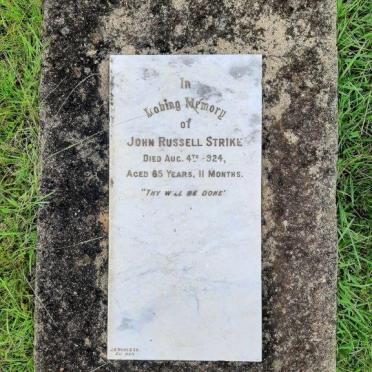 In
Loving Memory
of
JOHN RUSSELL STRIKE
DIED AUG. 4TH 1924,
AGED 65 YEARS, 11 MONTHS.
"THY WILL BE DONE"